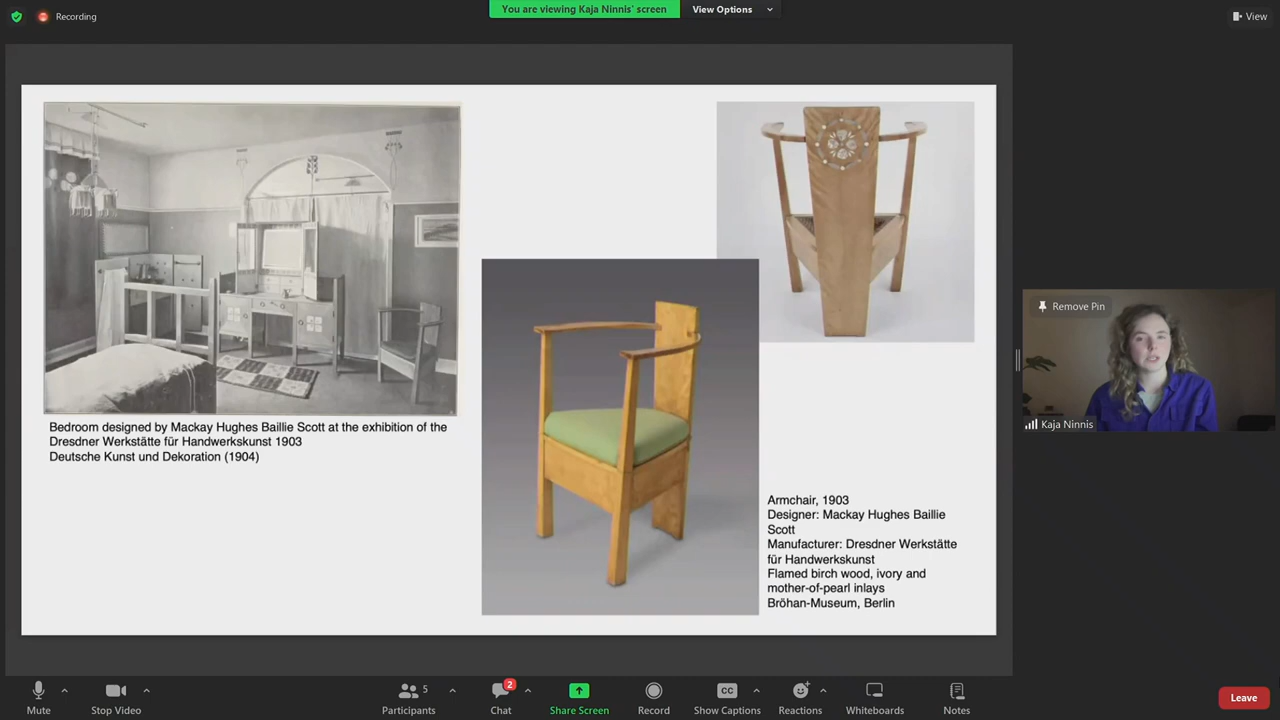 Recording
You are viewing Kaja Ninnis' screen
View Options
View
Bedroom designed by Mackay Hughes Baillie Scott at the exhibition of the
Dresdner Werkstätte für Handwerkskunst 1903
Deutsche Kunst und Dekoration (1904)
Armchair, 1903
Designer: Mackay Hughes Baillie
Scott
Manufacturer: Dresdner Werkstätte
für Handwerkskunst
Flamed birch wood, ivory and
mother-of-pearl inlays
Bröhan-Museum, Berlin
Remove Pin
Kaja Ninnis
Mute
Stop Video
Participants
5
Chat
2
Share Screen
Record
CC
Show Captions
Reactions
Whiteboards
Notes
Leave